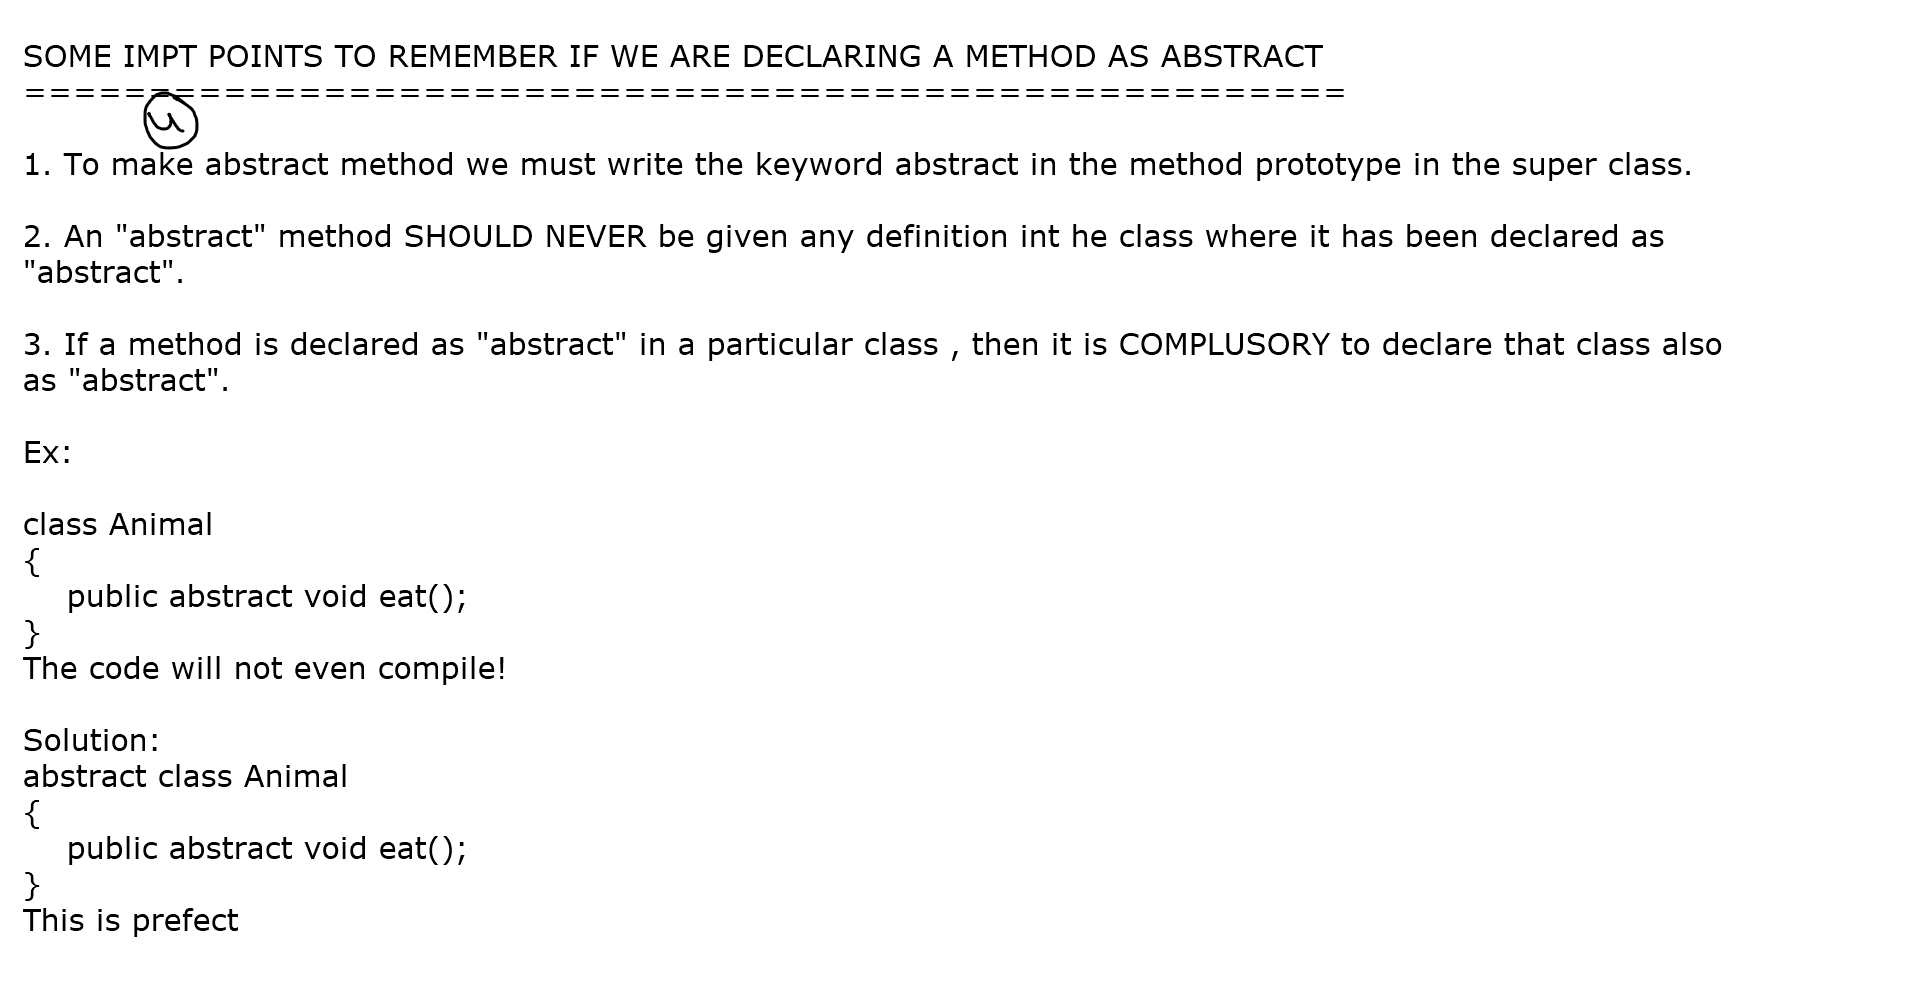 SOME IMPT POINTS TO REMEMBER IF WE ARE DECLARING A METHOD AS ABSTRACT
=====================================================
1. To make abstract method we must write the keyword abstract in the method prototype in the super class.
2. An "abstract" method SHOULD NEVER be given any definition int he class where it has been declared as
"abstract".
3. If a method is declared as "abstract" in a particular class , then it is COMPLUSORY to declare that class also
as "abstract".
Ex:
class Animal
{
public abstract void eat();
}
The code will not even compile!
Solution:
abstract class Animal
{
public abstract void eat();
}
This is prefect